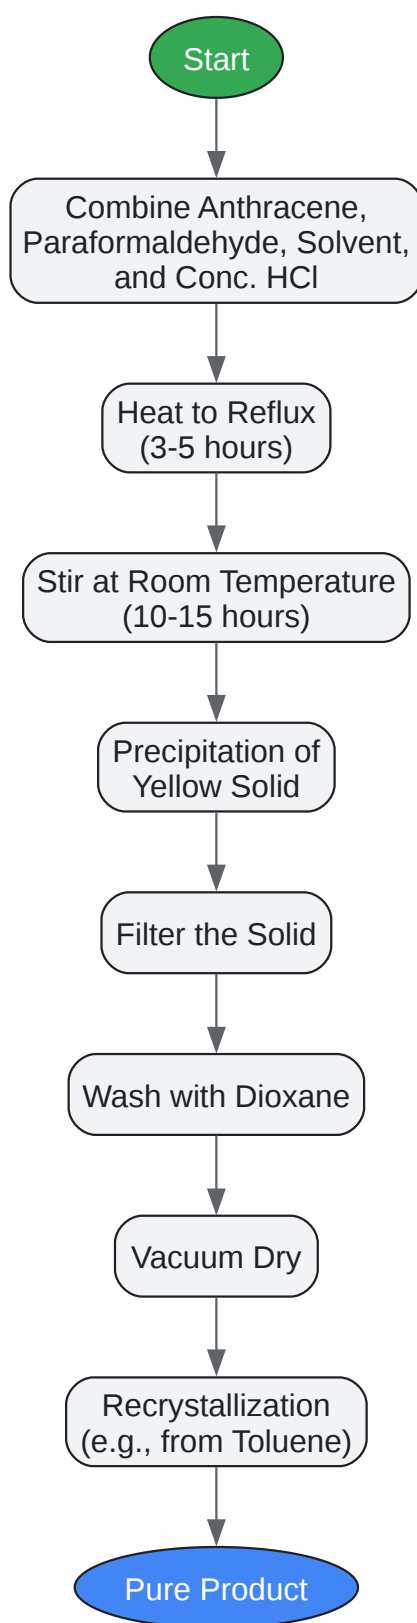 Start
Combine Anthracene,
Paraformaldehyde, Solvent,
and Conc. HCl
Heat to Reflux
(3-5 hours)
Stir at Room Temperature
(10-15 hours)
Precipitation of
Yellow Solid
Filter the Solid
Wash with Dioxane
Vacuum Dry
Recrystallization
(e.g., from Toluene)
Pure Product